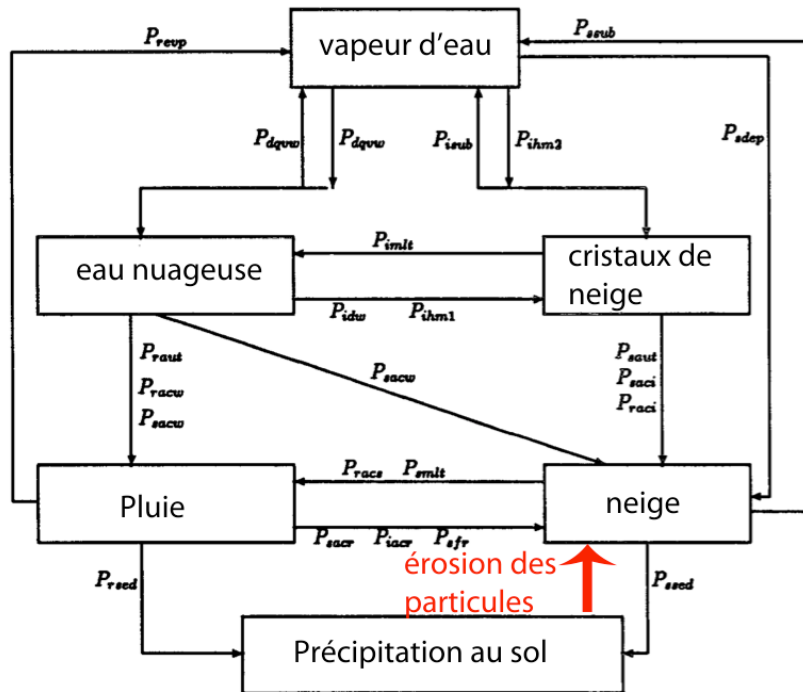 vapeur d'eau
P_revp
P_ssub
P_dqvw
P_dqvw
P_isub
P_ihm2
P_sdep
eau nuageuse
P_imlt
cristaux de
neige
P_idw P_ihm1
P_raut
P_racw
P_sacw
P_sacw
P_saut
P_saci
P_raci
Pluie
P_racs P_smlt
neige
P_sacr P_iacr P_sfr
P_rsed
érosion des
particules
P_ssed
Précipitation au sol